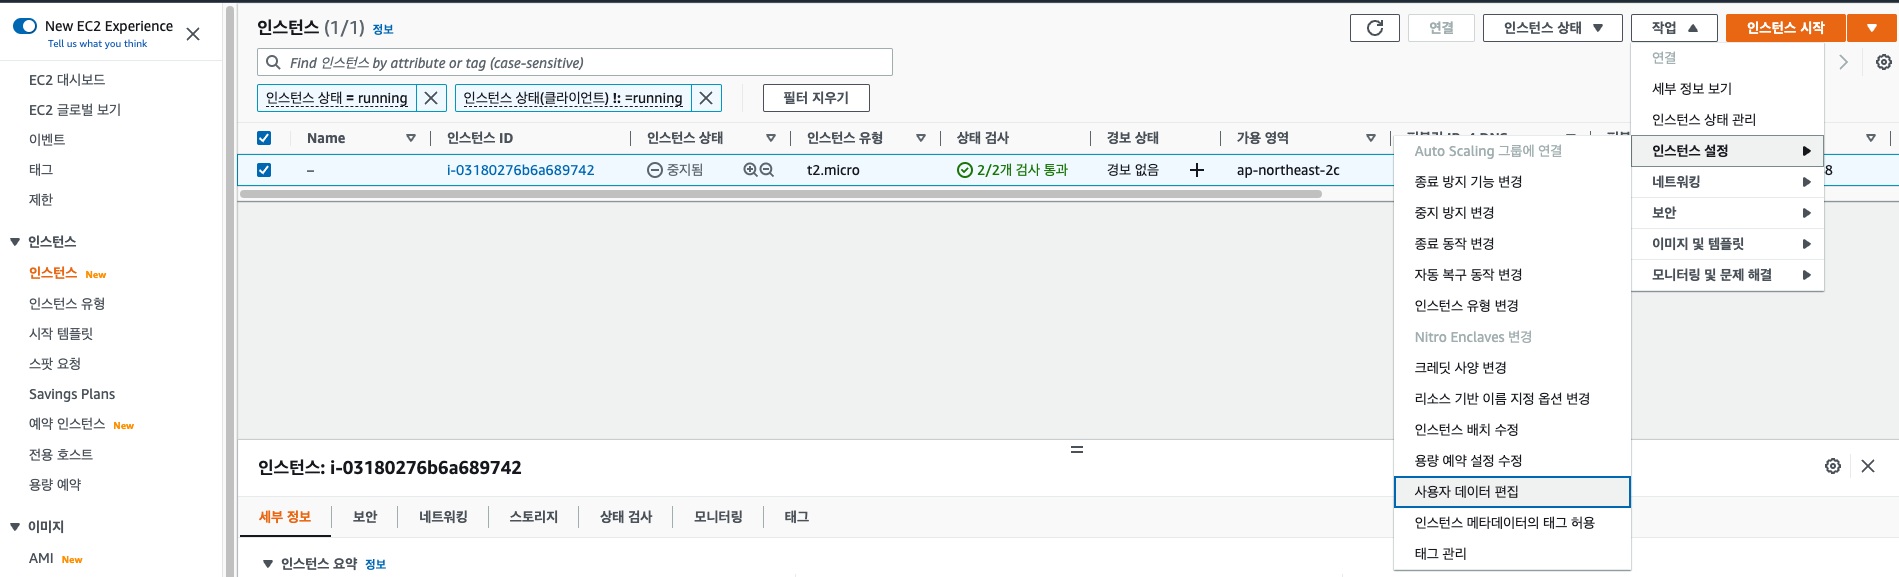 New EC2 Experience
Tell us what you think
EC2 대시보드
EC2 글로벌 보기
이벤트
태그
제한
인스턴스
인스턴스 New
인스턴스 유형
시작 템플릿
스팟 요청
Savings Plans
예약 인스턴스 New
전용 호스트
용량 예약
이미지
AMI New
인스턴스 (1/1) 정보
연결
인스턴스 상태
작업
인스턴스 시작
Find 인스턴스 by attribute or tag (case-sensitive)
인스턴스 상태 = running
인스턴스 상태(클라이언트) !: =running
필터 지우기
Name 인스턴스 ID 인스턴스 상태 인스턴스 유형 상태 검사 경보 상태 가용 영역
– i-03180276b6a689742 중지됨 t2.micro 2/2개 검사 통과 경보 없음 + ap-northeast-2c 8
연결
세부 정보 보기
인스턴스 상태 관리
인스턴스 설정
네트워킹
보안
이미지 및 템플릿
모니터링 및 문제 해결
Auto Scaling 그룹에 연결
종료 방지 기능 변경
중지 방지 변경
종료 동작 변경
자동 복구 동작 변경
인스턴스 유형 변경
Nitro Enclaves 변경
크레딧 사양 변경
리소스 기반 이름 지정 옵션 변경
인스턴스 배치 수정
용량 예약 설정 수정
사용자 데이터 편집
인스턴스 메타데이터의 태그 허용
태그 관리
인스턴스: i-03180276b6a689742
세부 정보 보안 네트워킹 스토리지 상태 검사 모니터링 태그
인스턴스 요약 정보